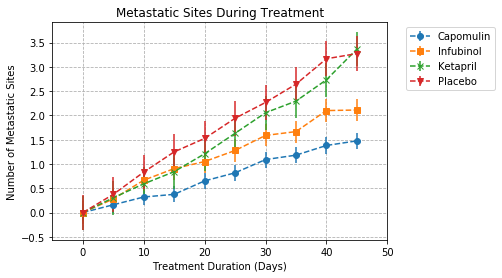 Metastatic Sites During Treatment
Number of Metastatic Sites
3.5
3.0
2.5
2.0
1.5
1.0
0.5
0.0
−0.5
0
10
20
30
40
50
Treatment Duration (Days)
Capomulin
Infubinol
Ketapril
Placebo